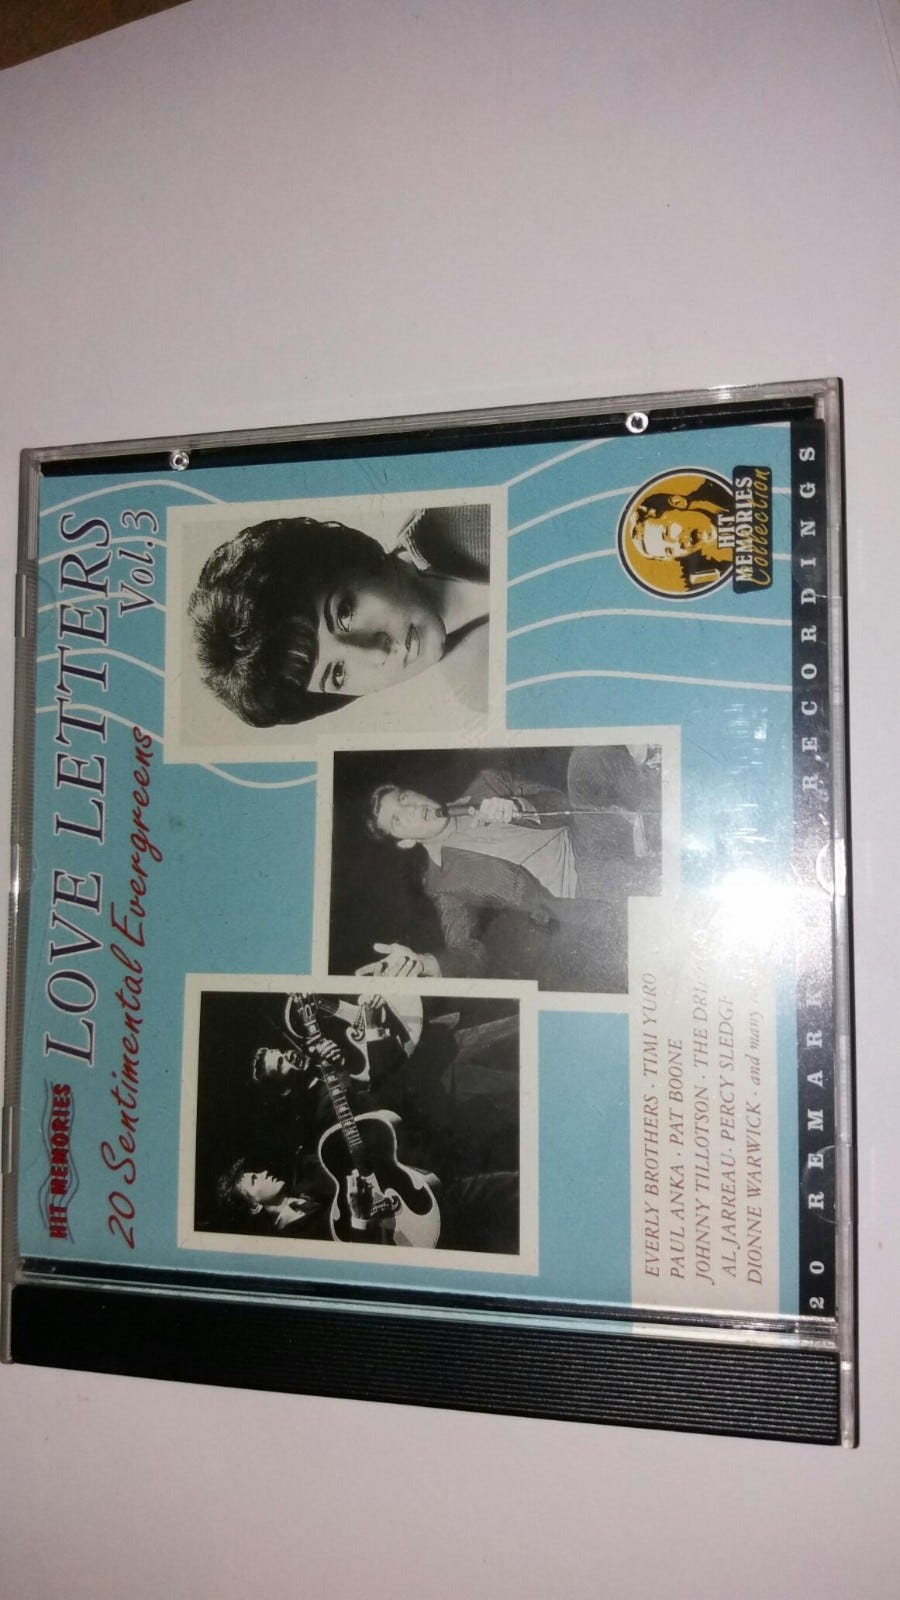 HIT MEMORIES
LOVE LETTERS
Vol.3
20 Sentimental Evergreens
EVERLY BROTHERS · TIMI YURO
PAUL ANKA · PAT BOONE
JOHNNY TILLOTSON · THE
AL JARREAU · PERCY
DIONNE WARWICK · and many
HIT
MEMORIES
Collection
20 REMARK RECORDINGS